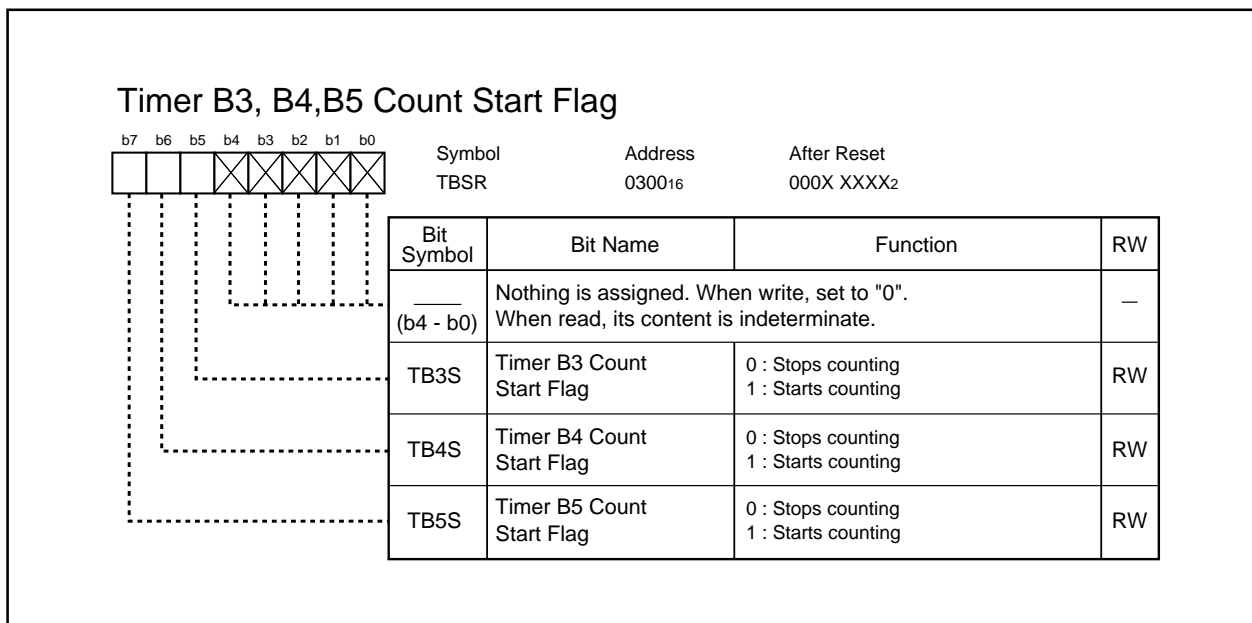 Timer B3, B4,B5 Count Start Flag
b7 b6 b5 b4 b3 b2 b1 b0
Symbol Address After Reset
TBSR 030016 000X XXXX2
Bit Symbol Bit Name Function RW
(b4 - b0) Nothing is assigned. When write, set to "0".
When read, its content is indeterminate. —
TB3S Timer B3 Count
Start Flag 0 : Stops counting
1 : Starts counting RW
TB4S Timer B4 Count
Start Flag 0 : Stops counting
1 : Starts counting RW
TB5S Timer B5 Count
Start Flag 0 : Stops counting
1 : Starts counting RW